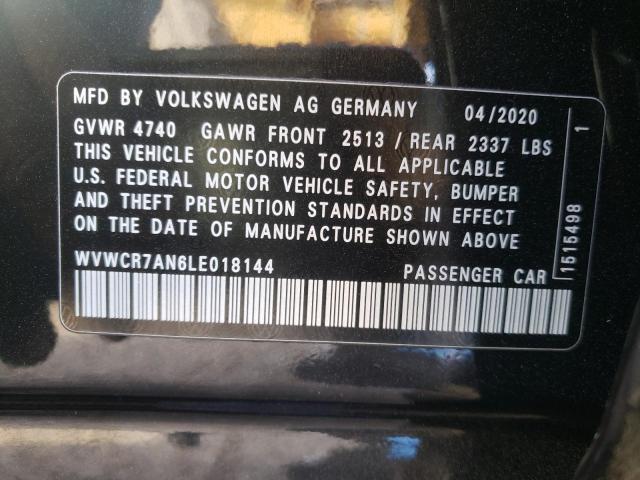 MFD BY VOLKSWAGEN AG GERMANY 04/2020
GVWR 4740 GAWR FRONT 2513 / REAR 2337 LBS
THIS VEHICLE CONFORMS TO ALL APPLICABLE
U.S. FEDERAL MOTOR VEHICLE SAFETY, BUMPER
AND THEFT PREVENTION STANDARDS IN EFFECT
ON THE DATE OF MANUFACTURE SHOWN ABOVE
WVWCR7AN6LE018144 PASSENGER CAR
1515498 1